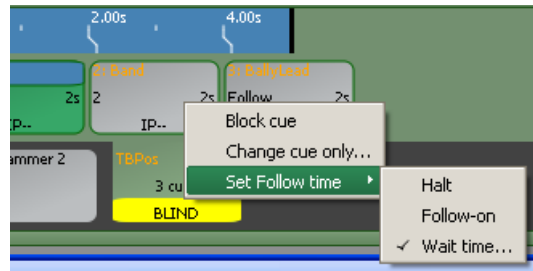 2.00s 4.00s
2: Band 3: BallyLead
2s 2 2s Follow 2s
IP-- IP--
Block cue
Change cue only...
ammer 2 TBPos
Set Follow time
3 cu
Halt
BLIND
Follow-on
Wait time...